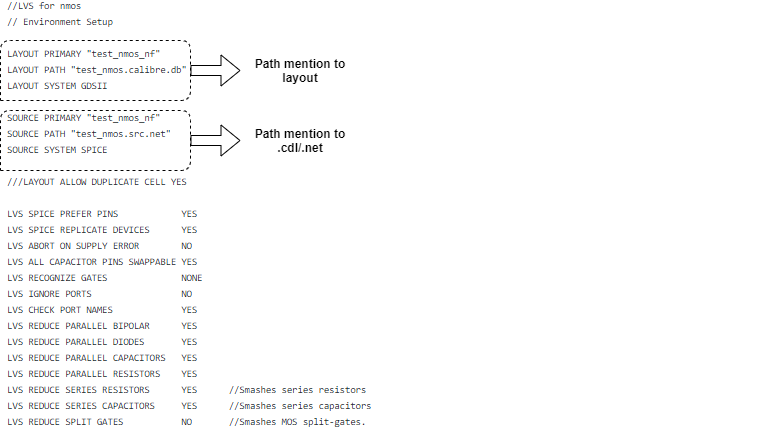 //LVS for nmos
// Environment Setup
LAYOUT PRIMARY "test_nmos_nf"
LAYOUT PATH "test_nmos.calibre.db"
LAYOUT SYSTEM GDSII
Path mention to
layout
SOURCE PRIMARY "test_nmos_nf"
SOURCE PATH "test_nmos.src.net"
SOURCE SYSTEM SPICE
Path mention to
.cdl/.net
///LAYOUT ALLOW DUPLICATE CELL YES
LVS SPICE PREFER PINS YES
LVS SPICE REPLICATE DEVICES YES
LVS ABORT ON SUPPLY ERROR NO
LVS ALL CAPACITOR PINS SWAPPABLE YES
LVS RECOGNIZE GATES NONE
LVS IGNORE PORTS NO
LVS CHECK PORT NAMES YES
LVS REDUCE PARALLEL BIPOLAR YES
LVS REDUCE PARALLEL DIODES YES
LVS REDUCE PARALLEL CAPACITORS YES
LVS REDUCE PARALLEL RESISTORS YES
LVS REDUCE SERIES RESISTORS YES //Smashes series resistors
LVS REDUCE SERIES CAPACITORS YES //Smashes series capacitors
LVS REDUCE SPLIT GATES NO //Smashes MOS split-gates.